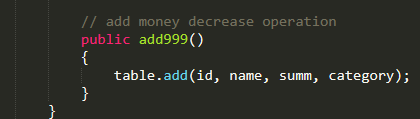 // add money decrease operation
public add999()
{
table.add(id, name, summ, category);
}
}